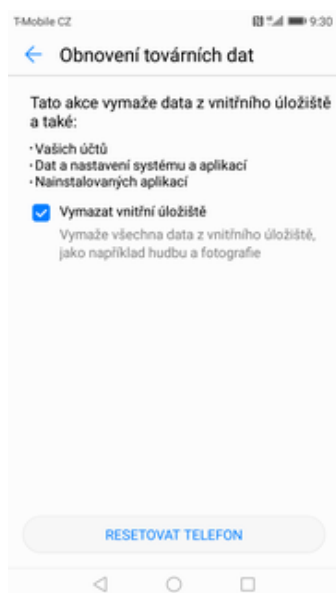 T-Mobile CZ 9:30
Obnovení továrních dat
Tato akce vymaže data z vnitřního úložiště
a také:
• Vašich účtů
• Dat a nastavení systému a aplikací
• Nainstalovaných aplikací
Vymazat vnitřní úložiště
Vymaže všechna data z vnitřního úložiště,
jako například hudbu a fotografie
RESETOVAT TELEFON